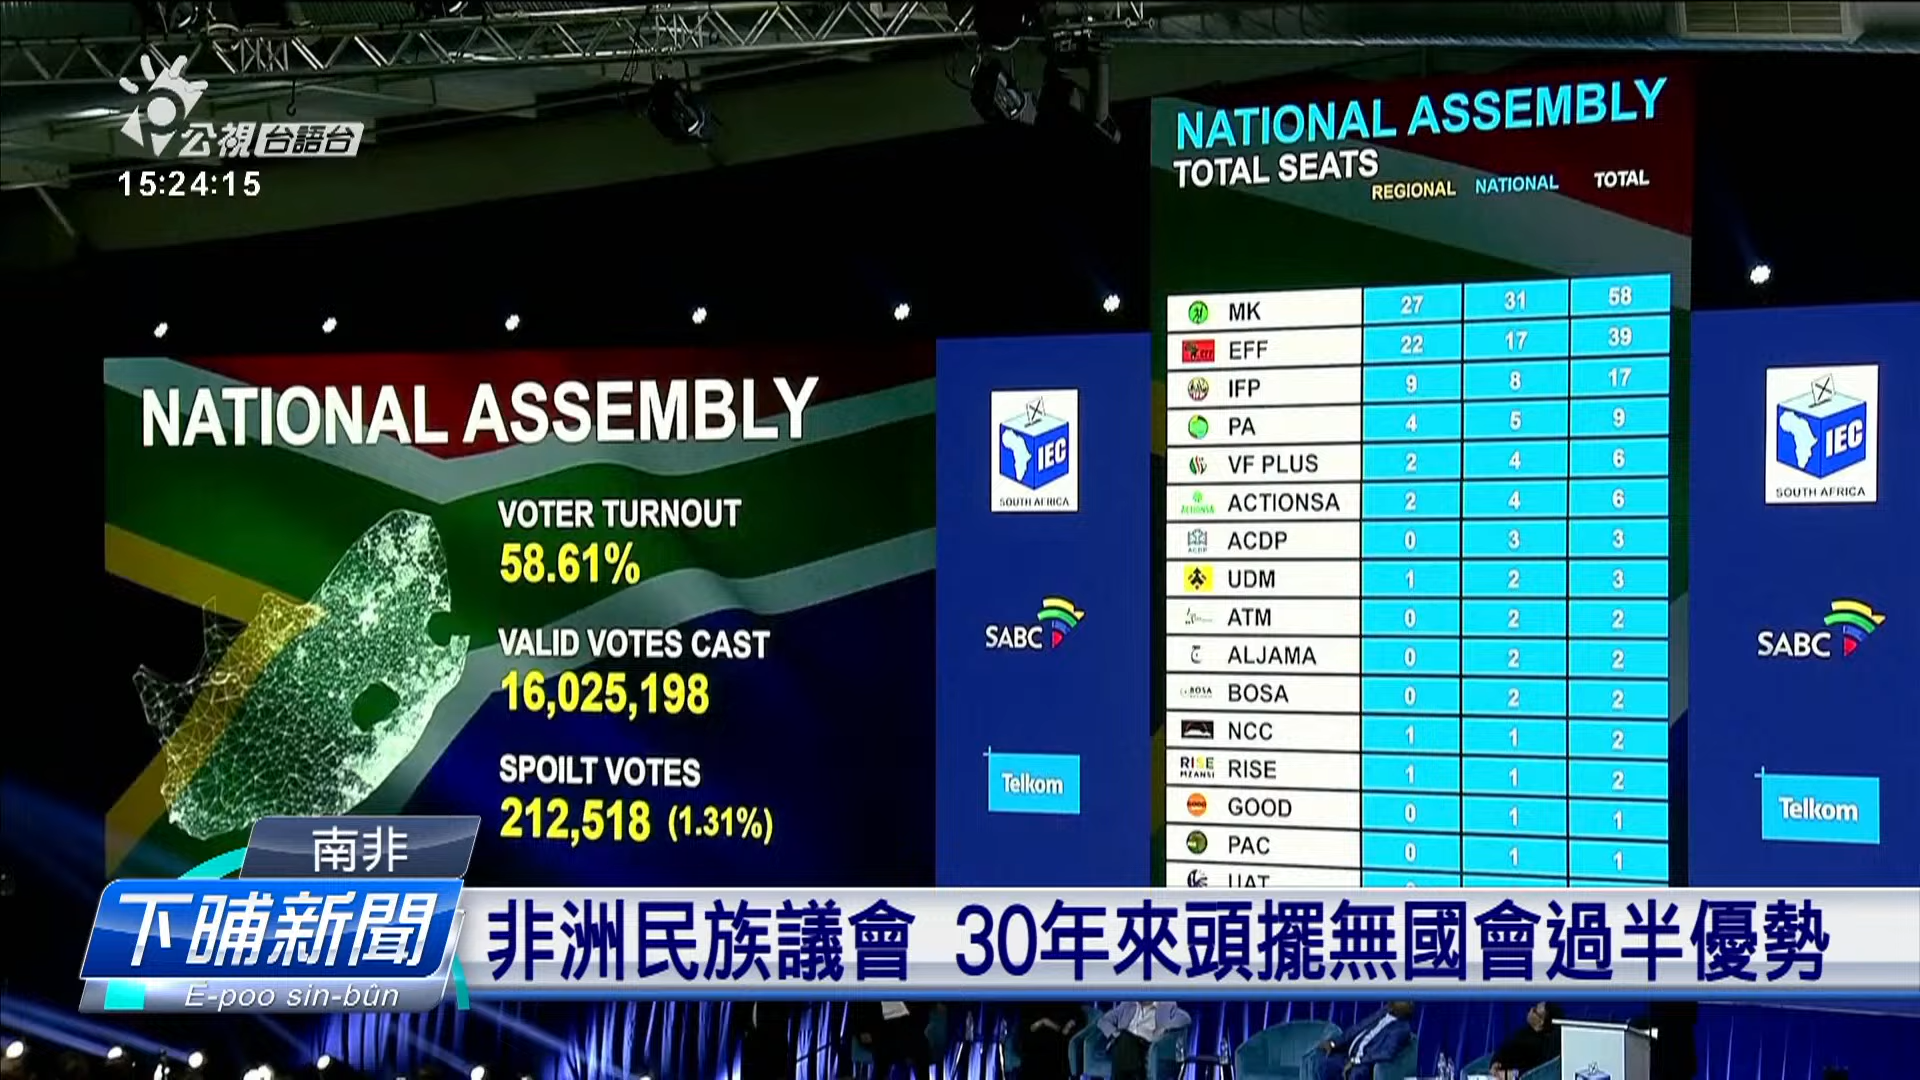 公視台語台
15:24:15
NATIONAL ASSEMBLY
VOTER TURNOUT
58.61%
VALID VOTES CAST
16,025,198
SPOILT VOTES
212,518 (1.31%)
IEC
SOUTH AFRICA
SABC
Telkom
NATIONAL ASSEMBLY
TOTAL SEATS
REGIONAL NATIONAL TOTAL
MK 27 31 58
EFF 22 17 39
IFP 9 8 17
PA 4 5 9
VF PLUS 2 4 6
ACTIONSA 2 4 6
ACDP 0 3 3
UDM 1 2 3
ATM 0 2 2
ALJAMA 0 2 2
BOSA 0 2 2
NCC 1 1 2
RISE MZANSI RISE 1 1 2
GOOD 0 1 1
PAC 0 1 1
UAT
IEC
SOUTH AFRICA
SABC
Telkom
南非
下晡新聞
E-poo sin-bûn
非洲民族議會 30年來頭擺無國會過半優勢